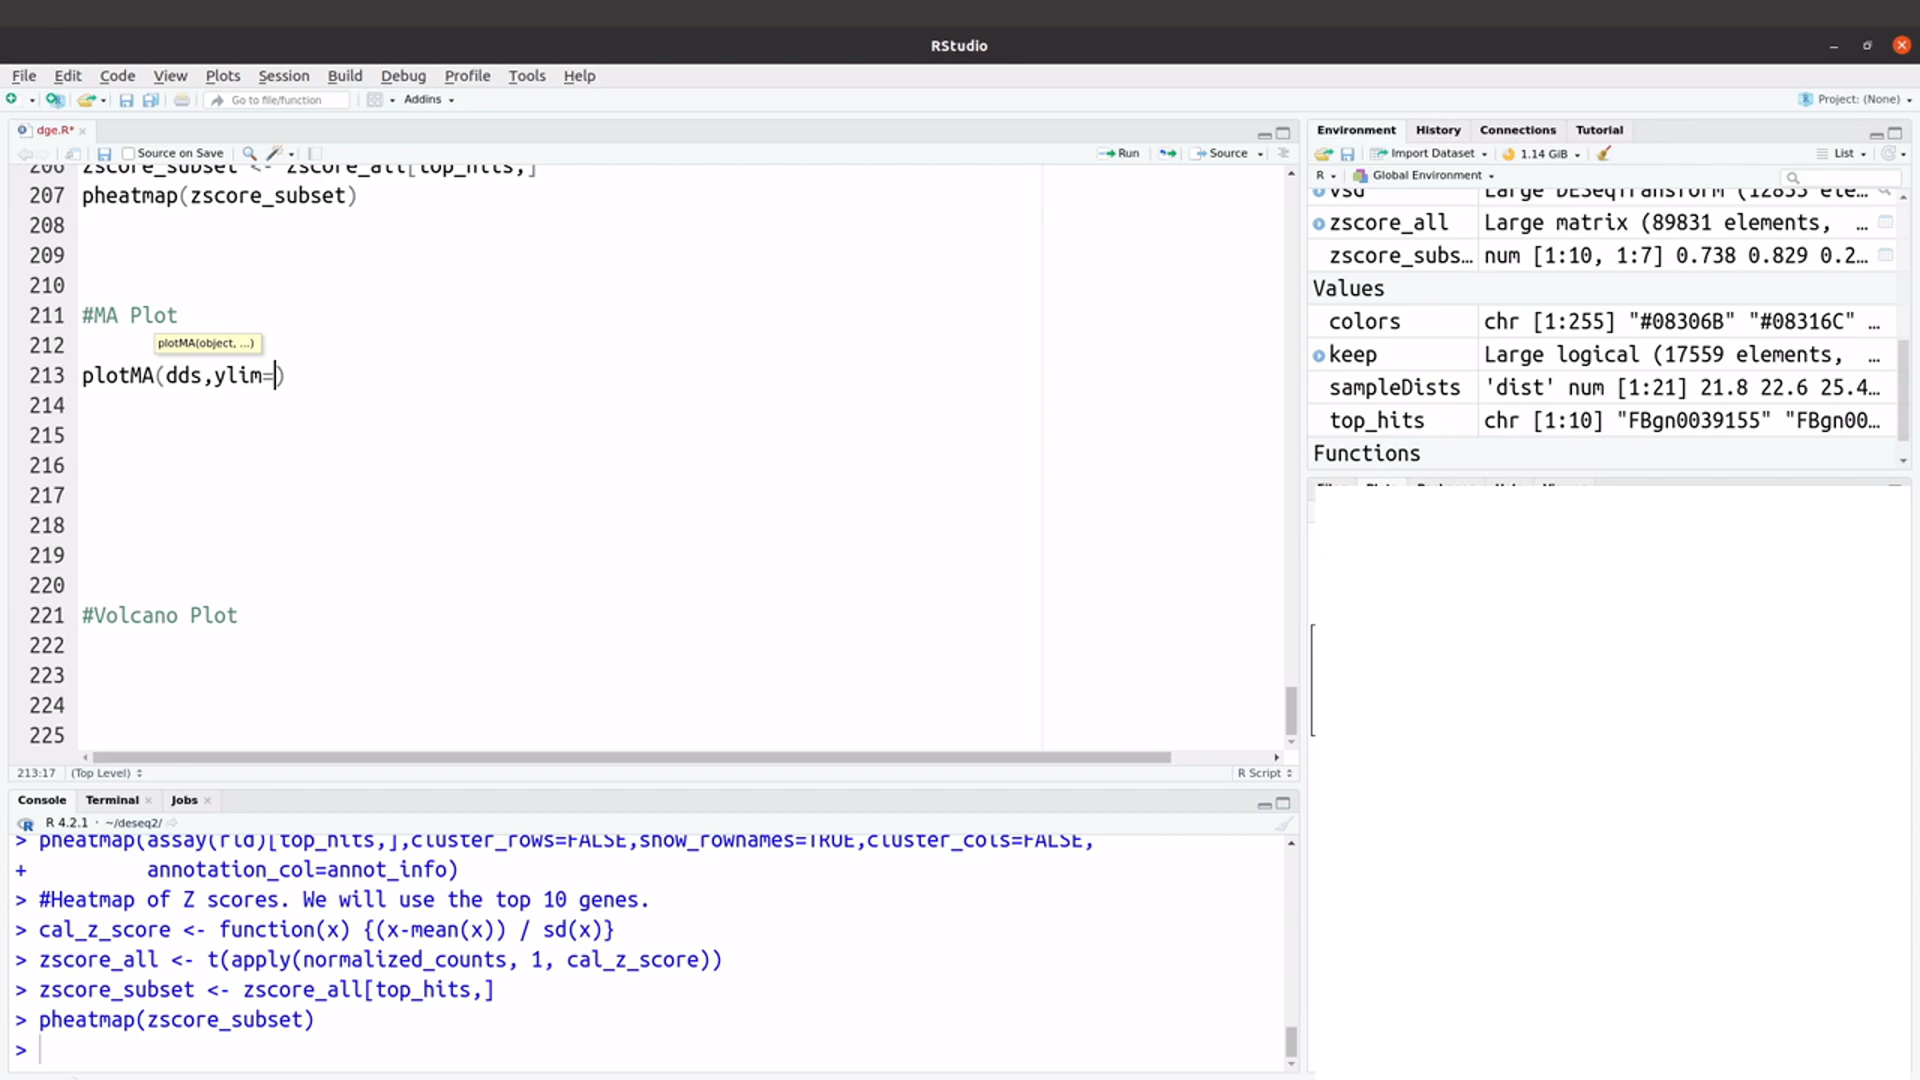 RStudio
File Edit Code View Plots Session Build Debug Profile Tools Help
Go to file/function Addins Project: (None)
dge.R*
Source on Save Run Source
206 zscore_subset <- zscore_all[top_hits,]
207 pheatmap(zscore_subset)
208
209
210
211 #MA Plot
212 plotMA(object, ...)
213 plotMA(dds,ylim=)
214
215
216
217
218
219
220
221 #Volcano Plot
222
223
224
225
213:17 (Top Level) R Script
Console Terminal Jobs
R 4.2.1 · ~/deseq2/
> pheatmap(assay(rld)[top_hits,],cluster_rows=FALSE,show_rownames=TRUE,cluster_cols=FALSE,
+ annotation_col=annot_info)
> #Heatmap of Z scores. We will use the top 10 genes.
> cal_z_score <- function(x) {(x-mean(x)) / sd(x)}
> zscore_all <- t(apply(normalized_counts, 1, cal_z_score))
> zscore_subset <- zscore_all[top_hits,]
> pheatmap(zscore_subset)
>
Environment History Connections Tutorial
Import Dataset 1.14 GiB List
R Global Environment
vsd Large DESeqTransform (12833 ele…
zscore_all Large matrix (89831 elements, …
zscore_subs… num [1:10, 1:7] 0.738 0.829 0.2…
Values
colors chr [1:255] "#08306B" "#08316C" …
keep Large logical (17559 elements, …
sampleDists 'dist' num [1:21] 21.8 22.6 25.4…
top_hits chr [1:10] "FBgn0039155" "FBgn00…
Functions